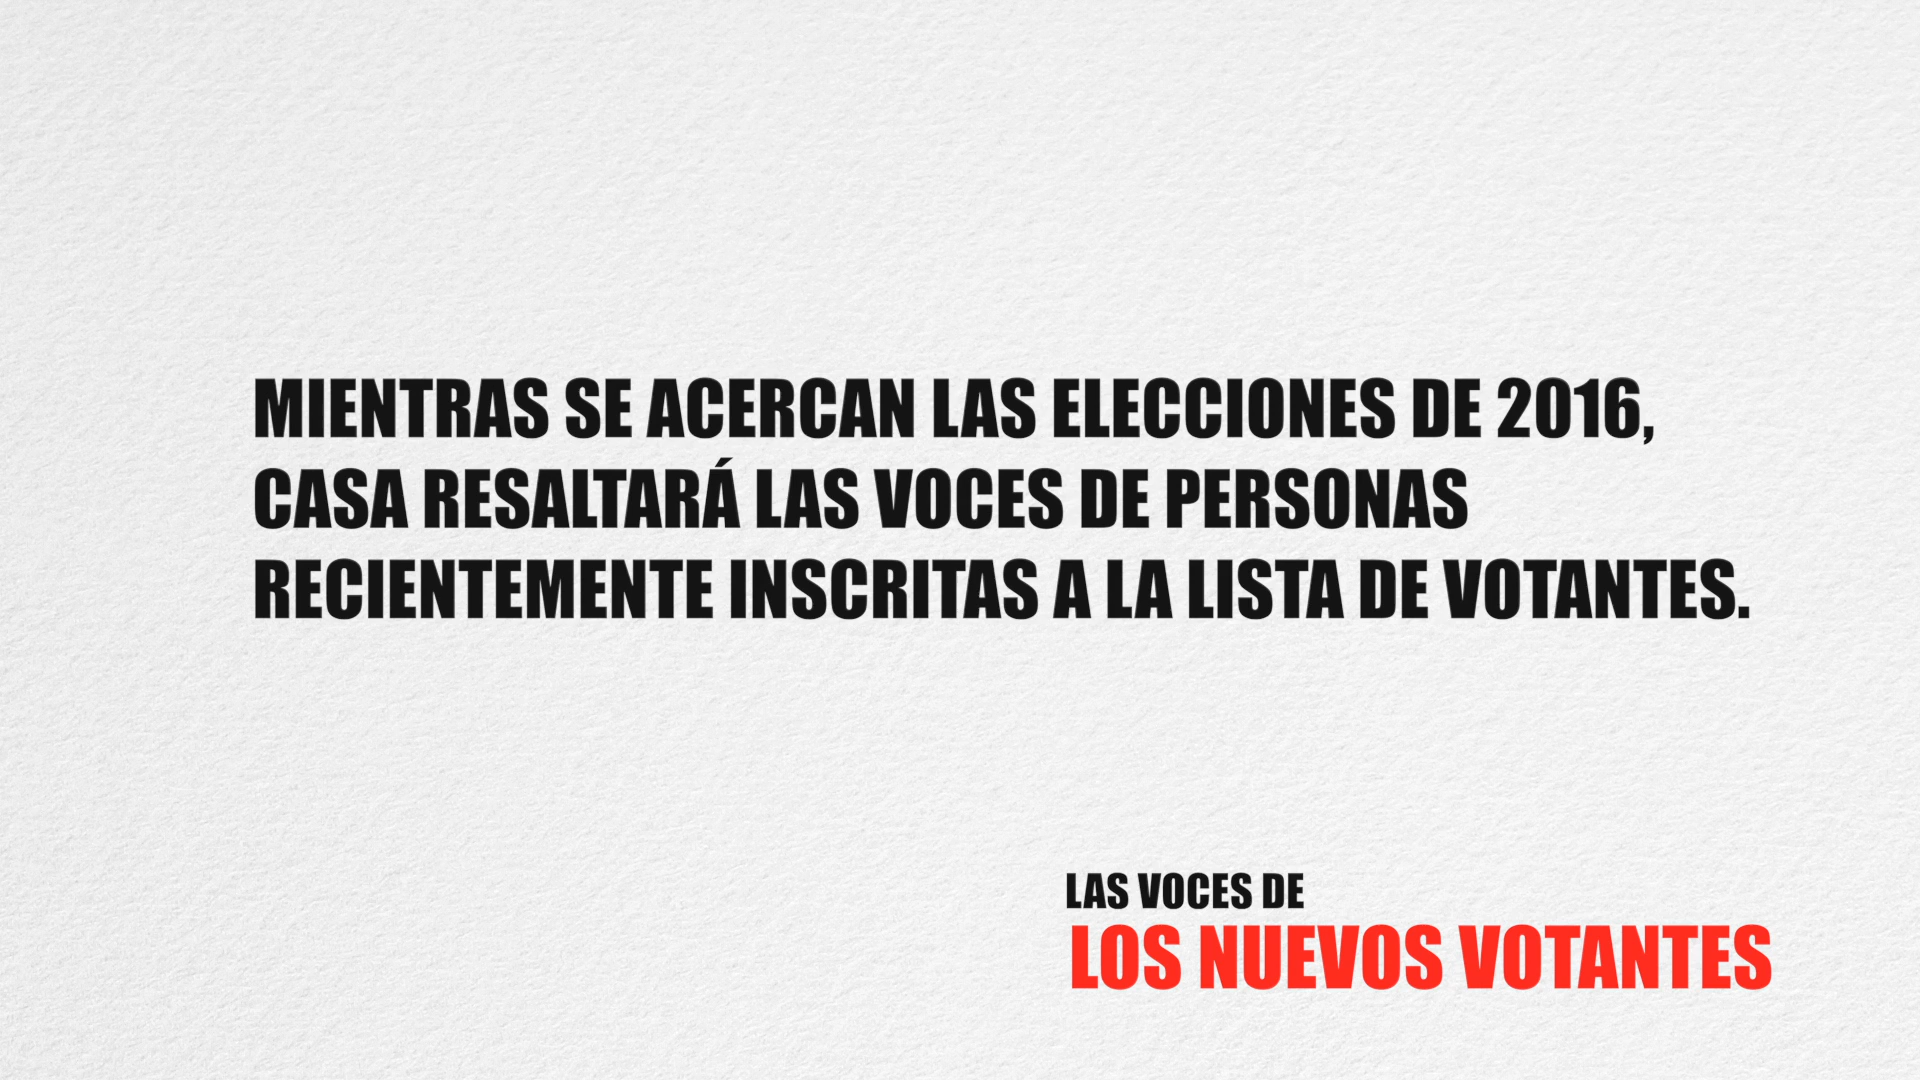 MIENTRAS SE ACERCAN LAS ELECCIONES DE 2016,
CASA RESALTARÁ LAS VOCES DE PERSONAS
RECIENTEMENTE INSCRITAS A LA LISTA DE VOTANTES.
LAS VOCES DE
LOS NUEVOS VOTANTES